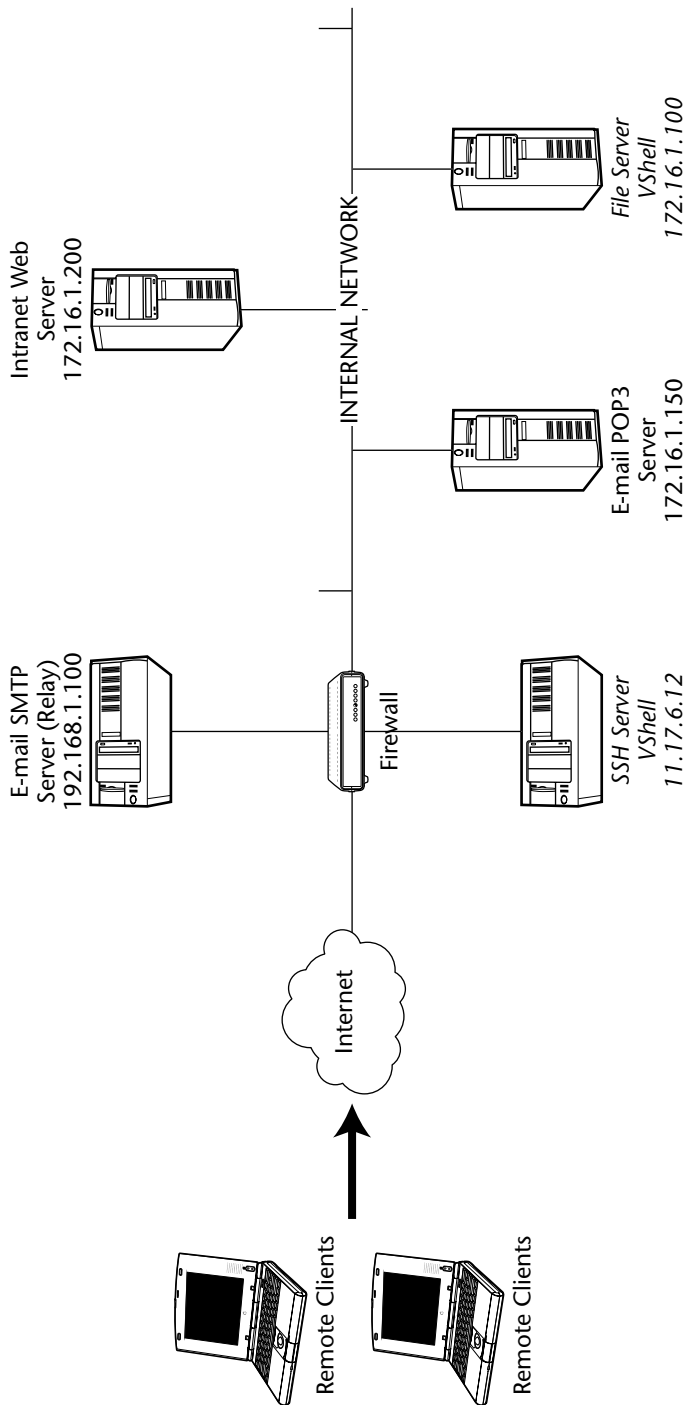 Remote Clients
Remote Clients
Internet
E-mail SMTP
Server (Relay)
192.168.1.100
Firewall
SSH Server
VShell
11.17.6.12
INTERNAL NETWORK
Intranet Web
Server
172.16.1.200
E-mail POP3
Server
172.16.1.150
File Server
VShell
172.16.1.100